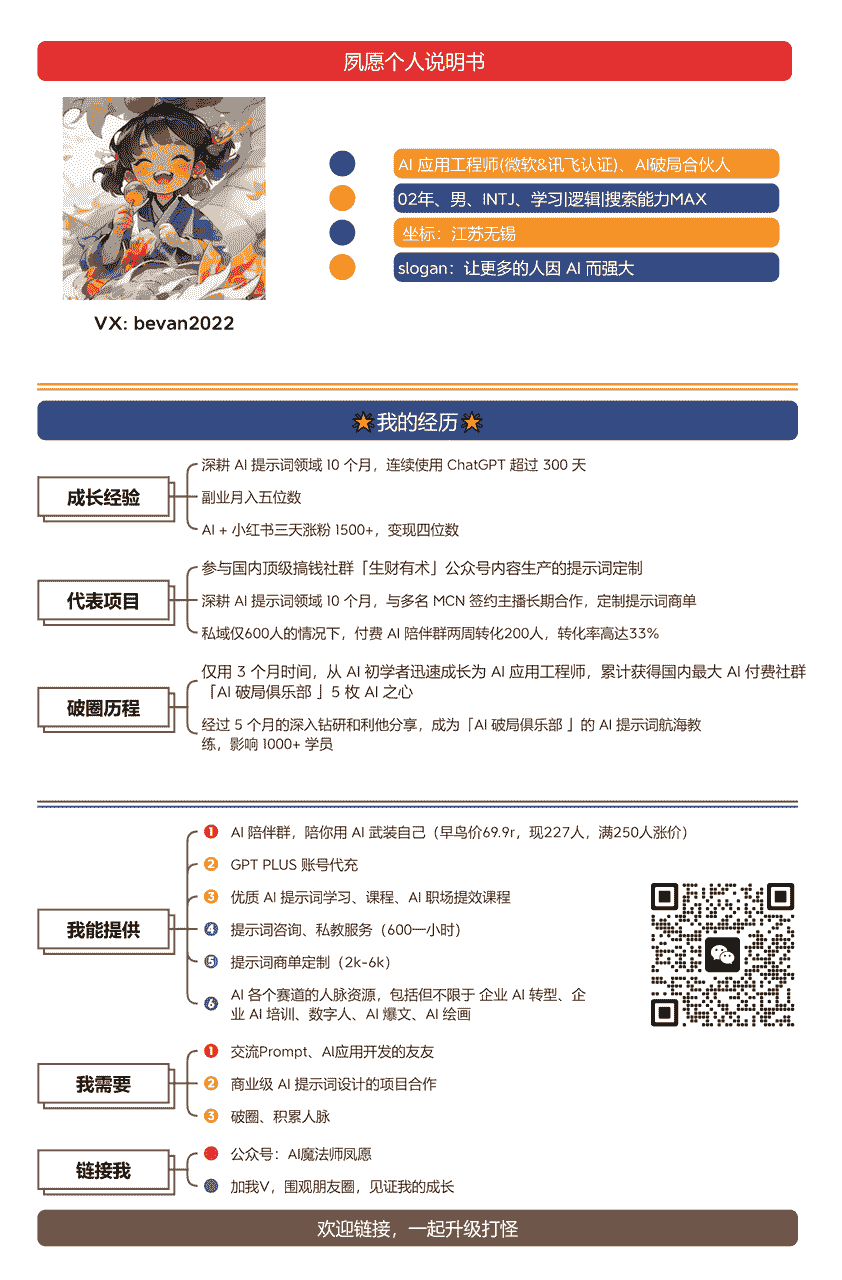 夙愿个人说明书
AI 应用工程师(微软&讯飞认证)、AI破局合伙人
02年、男、INTJ、学习|逻辑|搜索能力MAX
坐标：江苏无锡
slogan：让更多的人因 AI 而强大
VX: bevan2022
我的经历
成长经验
深耕 AI 提示词领域 10 个月，连续使用 ChatGPT 超过 300 天
副业月入五位数
AI + 小红书三天涨粉 1500+，变现四位数
代表项目
参与国内顶级搞钱社群「生财有术」公众号内容生产的提示词定制
深耕 AI 提示词领域 10 个月，与多名 MCN 签约主播长期合作，定制提示词商单
私域仅600人的情况下，付费 AI 陪伴群两周转化200人，转化率高达33%
破圈历程
仅用 3 个月时间，从 AI 初学者迅速成长为 AI 应用工程师，累计获得国内最大 AI 付费社群
「AI 破局俱乐部 」5 枚 AI 之心
经过 5 个月的深入钻研和利他分享，成为「AI 破局俱乐部 」的 AI 提示词航海教
练，影响 1000+ 学员
我能提供
1 AI 陪伴群，陪你用 AI 武装自己（早鸟价69.9r，现227人，满250人涨价）
2 GPT PLUS 账号代充
3 优质 AI 提示词学习、课程、AI 职场提效课程
4 提示词咨询、私教服务（600一小时）
5 提示词商单定制（2k-6k）
6 AI 各个赛道的人脉资源，包括但不限于 企业 AI 转型、企
业 AI 培训、数字人、AI 爆文、AI 绘画
我需要
1 交流Prompt、AI应用开发的友友
2 商业级 AI 提示词设计的项目合作
3 破圈、积累人脉
链接我
公众号：AI魔法师凤愿
加我V，围观朋友圈，见证我的成长
欢迎链接，一起升级打怪